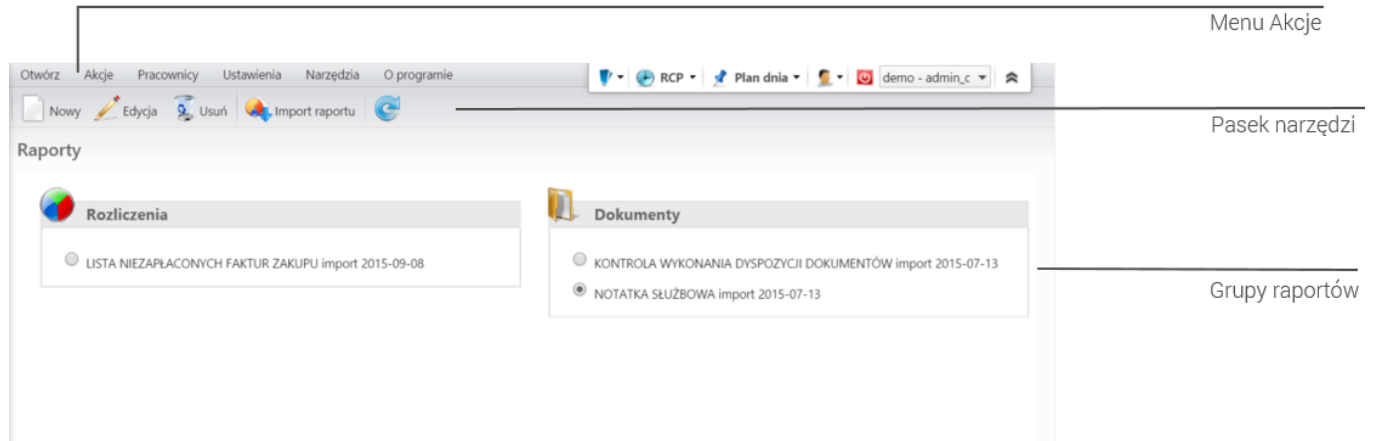 Menu Akcje
Otwórz Akcje Pracownicy Ustawienia Narzędzia O programie RCP Plan dnia demo - admin_c
Nowy Edycja Usuń Import raportu
Pasek narzędzi
Raporty
Rozliczenia
LISTA NIEZAPŁACONYCH FAKTUR ZAKUPU import 2015-09-08
Dokumenty
KONTROLA WYKONANIA DYSPOZYCJI DOKUMENTÓW import 2015-07-13
NOTATKA SŁUŻBOWA import 2015-07-13
Grupy raportów